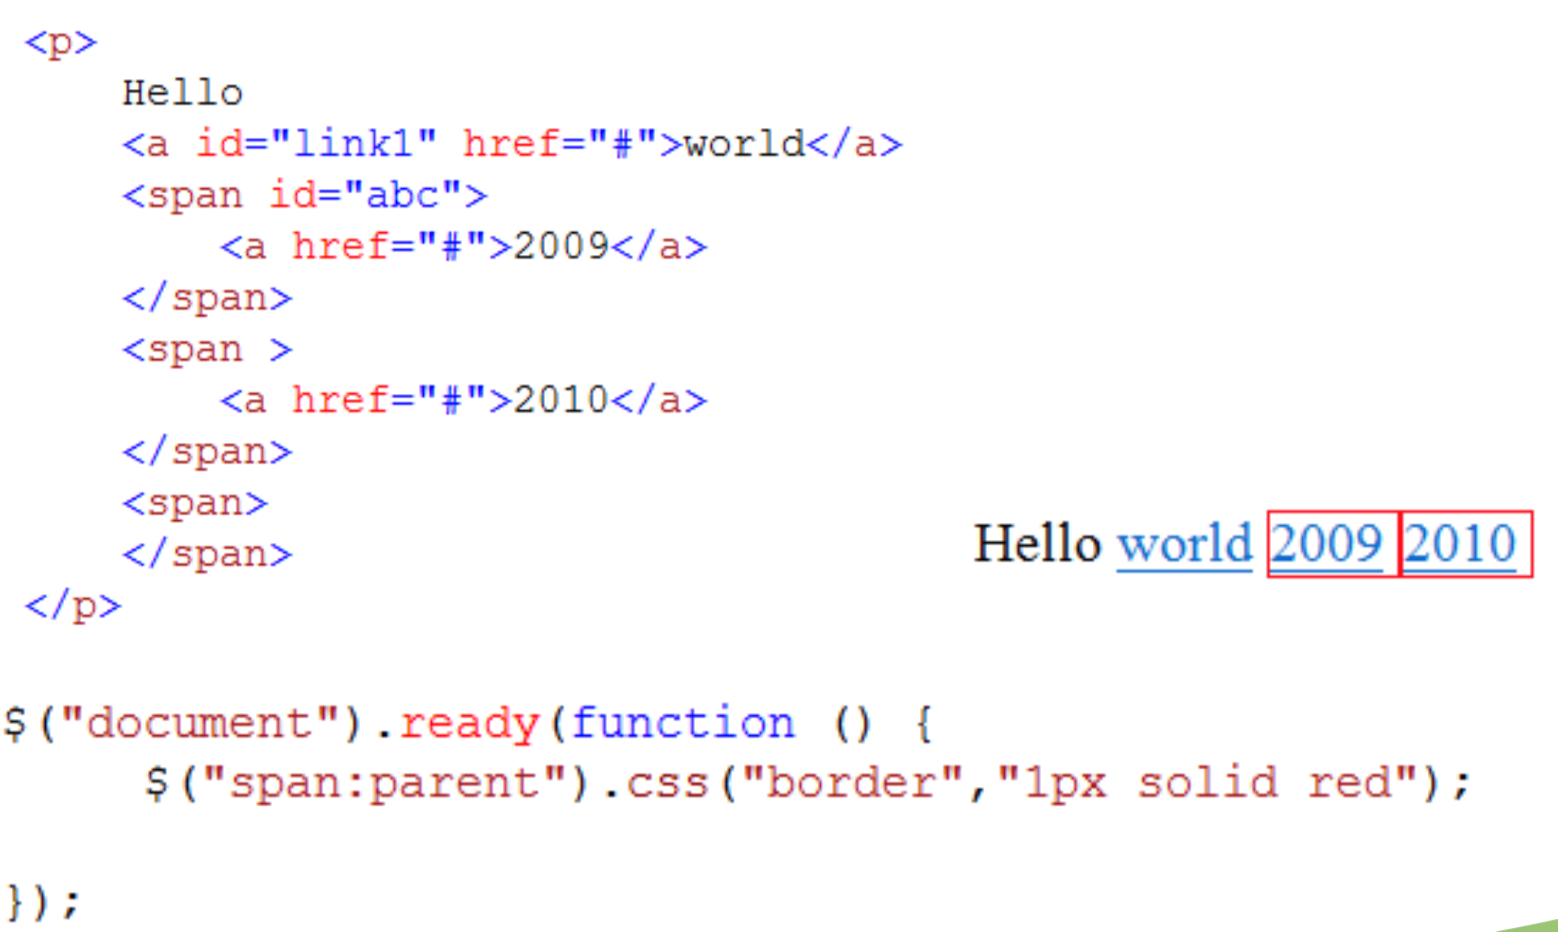 <p>
Hello
<a id="link1" href="#">world</a>
<span id="abc">
<a href="#">2009</a>
</span>
<span >
<a href="#">2010</a>
</span>
<span>
</span>
</p>
Hello world 2009 2010
$("document").ready(function () {
$("span:parent").css("border","1px solid red");
});